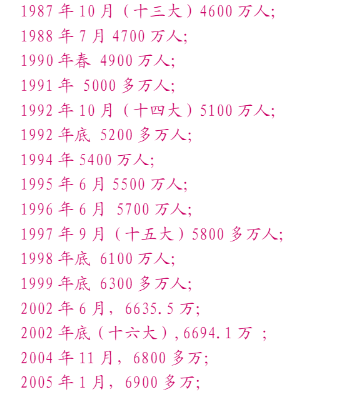 1987 年 10 月（十三大）4600 万人;
1988 年 7 月 4700 万人;
1990 年春 4900 万人;
1991 年 5000 多万人;
1992 年 10 月（十四大）5100 万人;
1992 年底 5200 多万人;
1994 年 5400 万人;
1995 年 6 月 5500 万人;
1996 年 6 月 5700 万人;
1997 年 9 月（十五大）5800 多万人;
1998 年底 6100 万人;
1999 年底 6300 多万人;
2002 年 6 月，6635.5 万;
2002 年底（十六大）,6694.1 万 ;
2004 年 11 月，6800 多万;
2005 年 1 月，6900 多万;